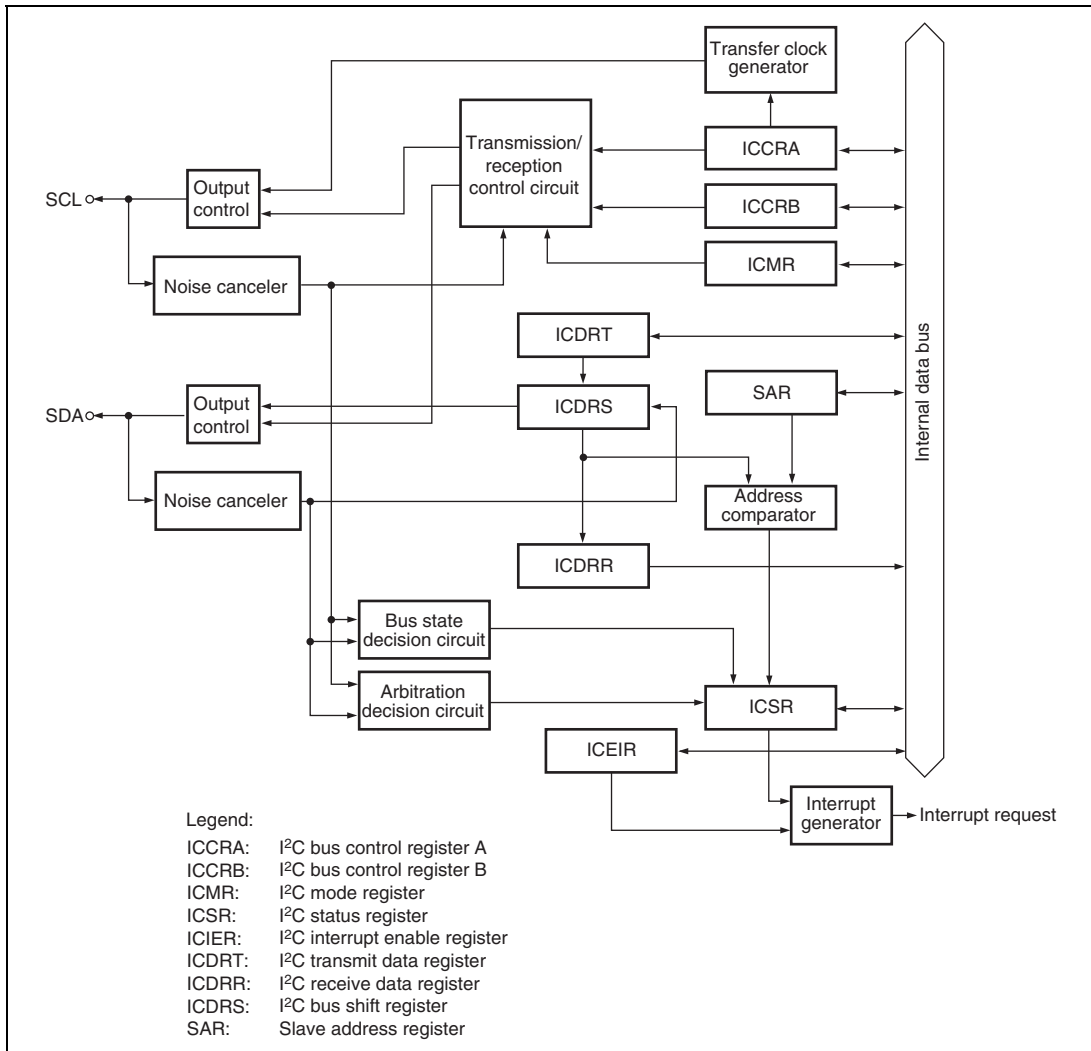 Transfer clock
generator
Transmission/
reception
control circuit
ICCRA
SCL
Output
control
ICCRB
ICMR
Noise canceler
Internal data bus
ICDRT
SDA
Output
control
ICDRS
SAR
Noise canceler
Address
comparator
ICDRR
Bus state
decision circuit
Arbitration
decision circuit
ICSR
ICEIR
Interrupt
generator
Interrupt request
Legend:
ICCRA: I²C bus control register A
ICCRB: I²C bus control register B
ICMR: I²C mode register
ICSR: I²C status register
ICIER: I²C interrupt enable register
ICDRT: I²C transmit data register
ICDRR: I²C receive data register
ICDRS: I²C bus shift register
SAR: Slave address register